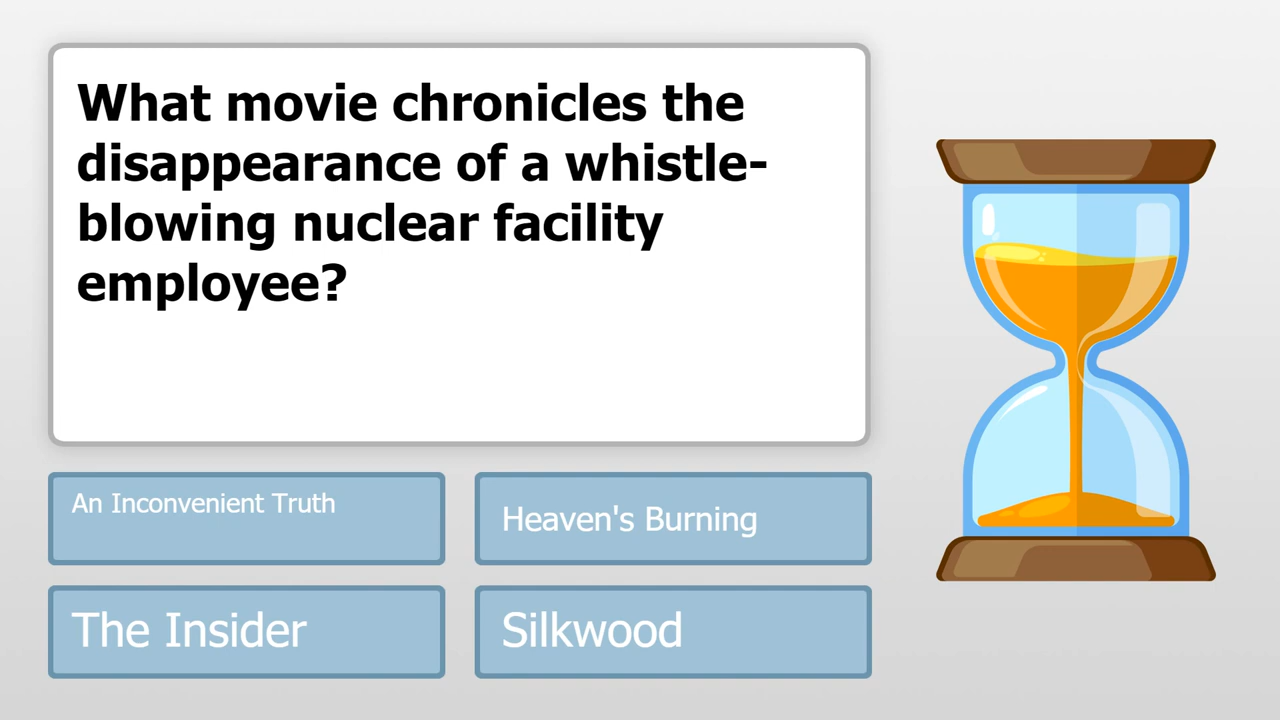 What movie chronicles the
disappearance of a whistle-
blowing nuclear facility
employee?
An Inconvenient Truth
Heaven's Burning
The Insider
Silkwood